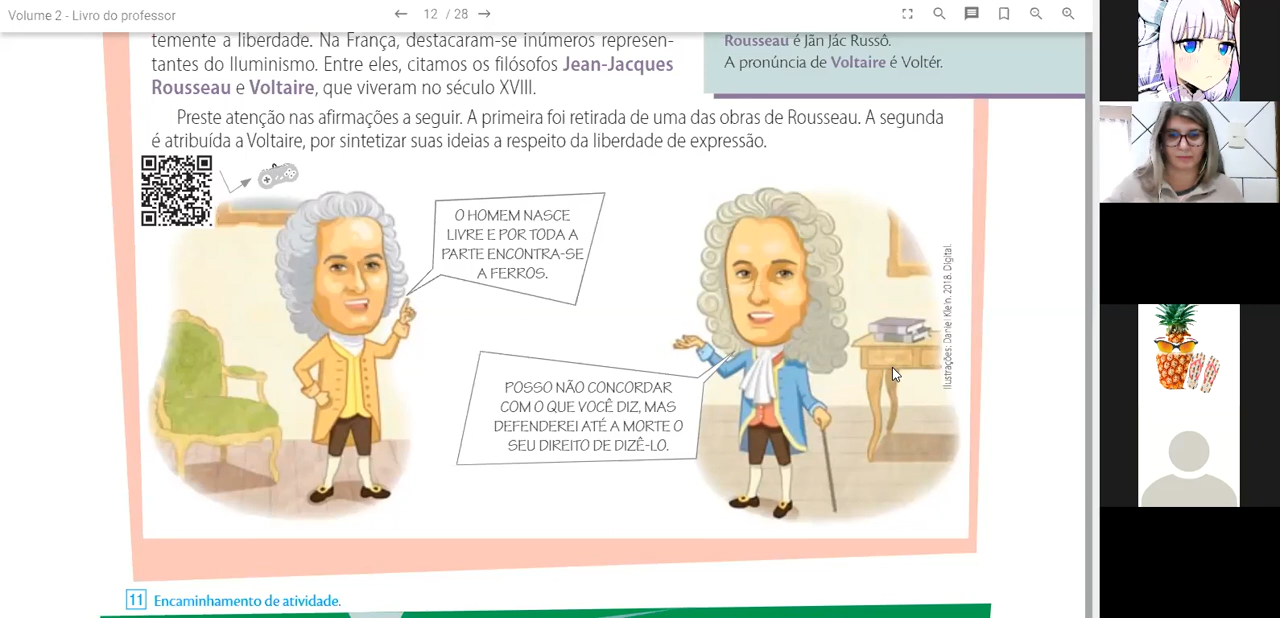 Volume 2 - Livro do professor
12 / 28
temente a liberdade. Na França, destacaram-se inúmeros represen-
tantes do Iluminismo. Entre eles, citamos os filósofos Jean-Jacques
Rousseau e Voltaire, que viveram no século XVIII.
Rousseau é Jãn Jác Russô.
A pronúncia de Voltaire é Voltér.
Preste atenção nas afirmações a seguir. A primeira foi retirada de uma das obras de Rousseau. A segunda
é atribuída a Voltaire, por sintetizar suas ideias a respeito da liberdade de expressão.
O HOMEM NASCE
LIVRE E POR TODA A
PARTE ENCONTRA-SE
A FERROS.
POSSO NÃO CONCORDAR
COM O QUE VOCÊ DIZ, MAS
DEFENDEREI ATÉ A MORTE O
SEU DIREITO DE DIZÊ-LO.
Ilustrações: Daniel Klein. 2018. Digital.
11 Encaminhamento de atividade.